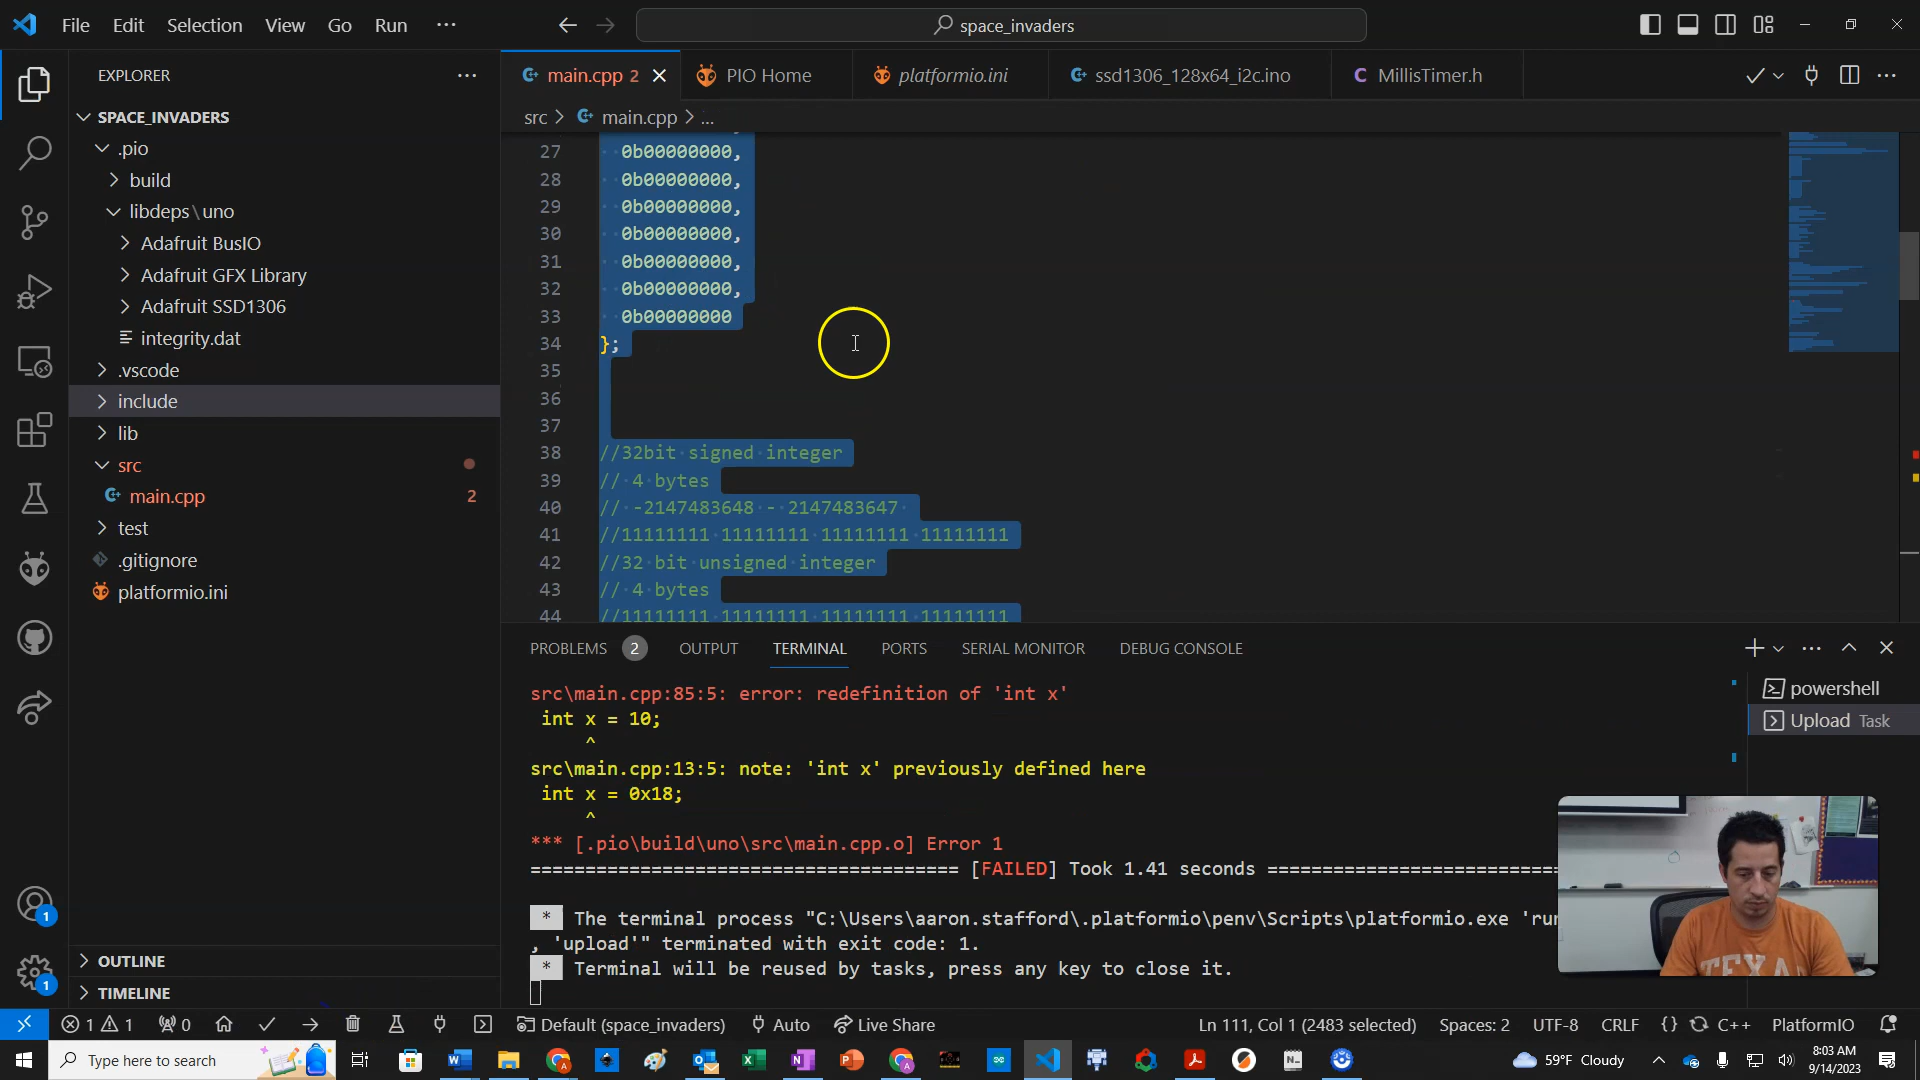 File Edit Selection View Go Run ···
space_invaders
EXPLORER
main.cpp 2
PIO Home
platformio.ini
ssd1306_128x64_i2c.ino
C MillisTimer.h
src > main.cpp > ...
SPACE_INVADERS
.pio
build
libdeps\uno
Adafruit BusIO
Adafruit GFX Library
Adafruit SSD1306
integrity.dat
.vscode
include
lib
src
main.cpp 2
test
.gitignore
platformio.ini
OUTLINE
TIMELINE
27 0b00000000,
28 0b00000000,
29 0b00000000,
30 0b00000000,
31 0b00000000,
32 0b00000000,
33 0b00000000
34 };
35
36
37
38 //32bit signed integer
39 // 4 bytes
40 // -2147483648 - 2147483647
41 //11111111 11111111 11111111 11111111
42 //32 bit unsigned integer
43 // 4 bytes
44 //11111111 11111111 11111111 11111111
PROBLEMS 2 OUTPUT TERMINAL PORTS SERIAL MONITOR DEBUG CONSOLE
powershell
Upload Task
src\main.cpp:85:5: error: redefinition of 'int x'
int x = 10;
^
src\main.cpp:13:5: note: 'int x' previously defined here
int x = 0x18;
^
*** [.pio\build\uno\src\main.cpp.o] Error 1
====================================== [FAILED] Took 1.41 seconds ==========================
* The terminal process "C:\Users\aaron.stafford\.platformio\penv\Scripts\platformio.exe 'run
, 'upload'" terminated with exit code: 1.
* Terminal will be reused by tasks, press any key to close it.
TEXAS
1
1
1 1 0 Default (space_invaders) Auto Live Share Ln 111, Col 1 (2483 selected) Spaces: 2 UTF-8 CRLF {} C++ PlatformIO
Type here to search
59°F Cloudy
8:03 AM
9/14/2023